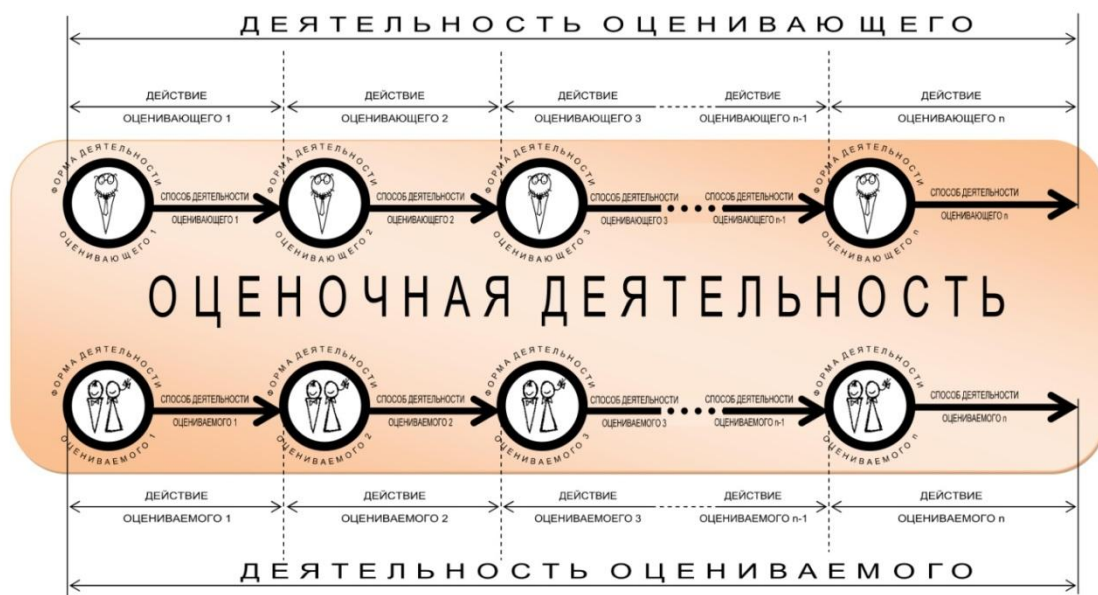 ДЕЯТЕЛЬНОСТЬ ОЦЕНИВАЮЩЕГО
ДЕЙСТВИЕ ДЕЙСТВИЕ ДЕЙСТВИЕ ДЕЙСТВИЕ ДЕЙСТВИЕ
ОЦЕНИВАЮЩЕГО 1 ОЦЕНИВАЮЩЕГО 2 ОЦЕНИВАЮЩЕГО 3 ОЦЕНИВАЮЩЕГО n-1 ОЦЕНИВАЮЩЕГО n
ФОРМА ДЕЯТЕЛЬНОСТИ ФОРМА ДЕЯТЕЛЬНОСТИ ФОРМА ДЕЯТЕЛЬНОСТИ ФОРМА ДЕЯТЕЛЬНОСТИ
СПОСОБ ДЕЯТЕЛЬНОСТИ СПОСОБ ДЕЯТЕЛЬНОСТИ СПОСОБ ДЕЯТЕЛЬНОСТИ СПОСОБ ДЕЯТЕЛЬНОСТИ СПОСОБ ДЕЯТЕЛЬНОСТИ
ОЦЕНИВАЮЩЕГО 1 ОЦЕНИВАЮЩЕГО 2 ОЦЕНИВАЮЩЕГО 3 ОЦЕНИВАЮЩЕГО n-1 ОЦЕНИВАЮЩЕГО n
ОЦЕНИВАЮЩЕГО 1 ОЦЕНИВАЮЩЕГО 2 ОЦЕНИВАЮЩЕГО 3 ОЦЕНИВАЮЩЕГО n
ОЦЕНОЧНАЯ ДЕЯТЕЛЬНОСТЬ
ФОРМА ДЕЯТЕЛЬНОСТИ ФОРМА ДЕЯТЕЛЬНОСТИ ФОРМА ДЕЯТЕЛЬНОСТИ ФОРМА ДЕЯТЕЛЬНОСТИ
СПОСОБ ДЕЯТЕЛЬНОСТИ СПОСОБ ДЕЯТЕЛЬНОСТИ СПОСОБ ДЕЯТЕЛЬНОСТИ СПОСОБ ДЕЯТЕЛЬНОСТИ СПОСОБ ДЕЯТЕЛЬНОСТИ
ОЦЕНИВАЕМОГО 1 ОЦЕНИВАЕМОГО 2 ОЦЕНИВАЕМОГО 3 ОЦЕНИВАЕМОГО n-1 ОЦЕНИВАЕМОГО n
ОЦЕНИВАЕМОГО 1 ОЦЕНИВАЕМОГО 2 ОЦЕНИВАЕМОГО 3 ОЦЕНИВАЕМОГО n
ДЕЙСТВИЕ ДЕЙСТВИЕ ДЕЙСТВИЕ ДЕЙСТВИЕ ДЕЙСТВИЕ
ОЦЕНИВАЕМОГО 1 ОЦЕНИВАЕМОГО 2 ОЦЕНИВАЕМОЕГО 3 ОЦЕНИВАЕМОГО n-1 ОЦЕНИВАЕМОГО n
ДЕЯТЕЛЬНОСТЬ ОЦЕНИВАЕМОГО